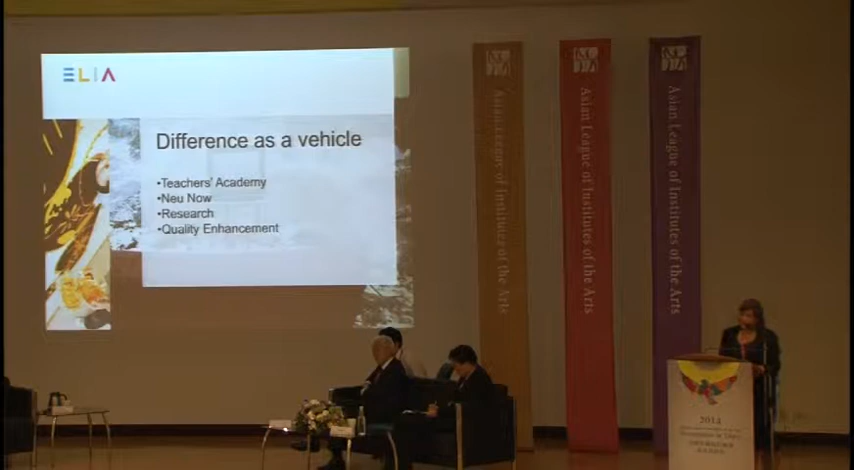 ELIA
Difference as a vehicle
•Teachers' Academy
•Neu Now
•Research
•Quality Enhancement
Asian League of Institutes of the Arts
Asian League of Institutes of the Arts
Asian League of Institutes of the Arts
2014